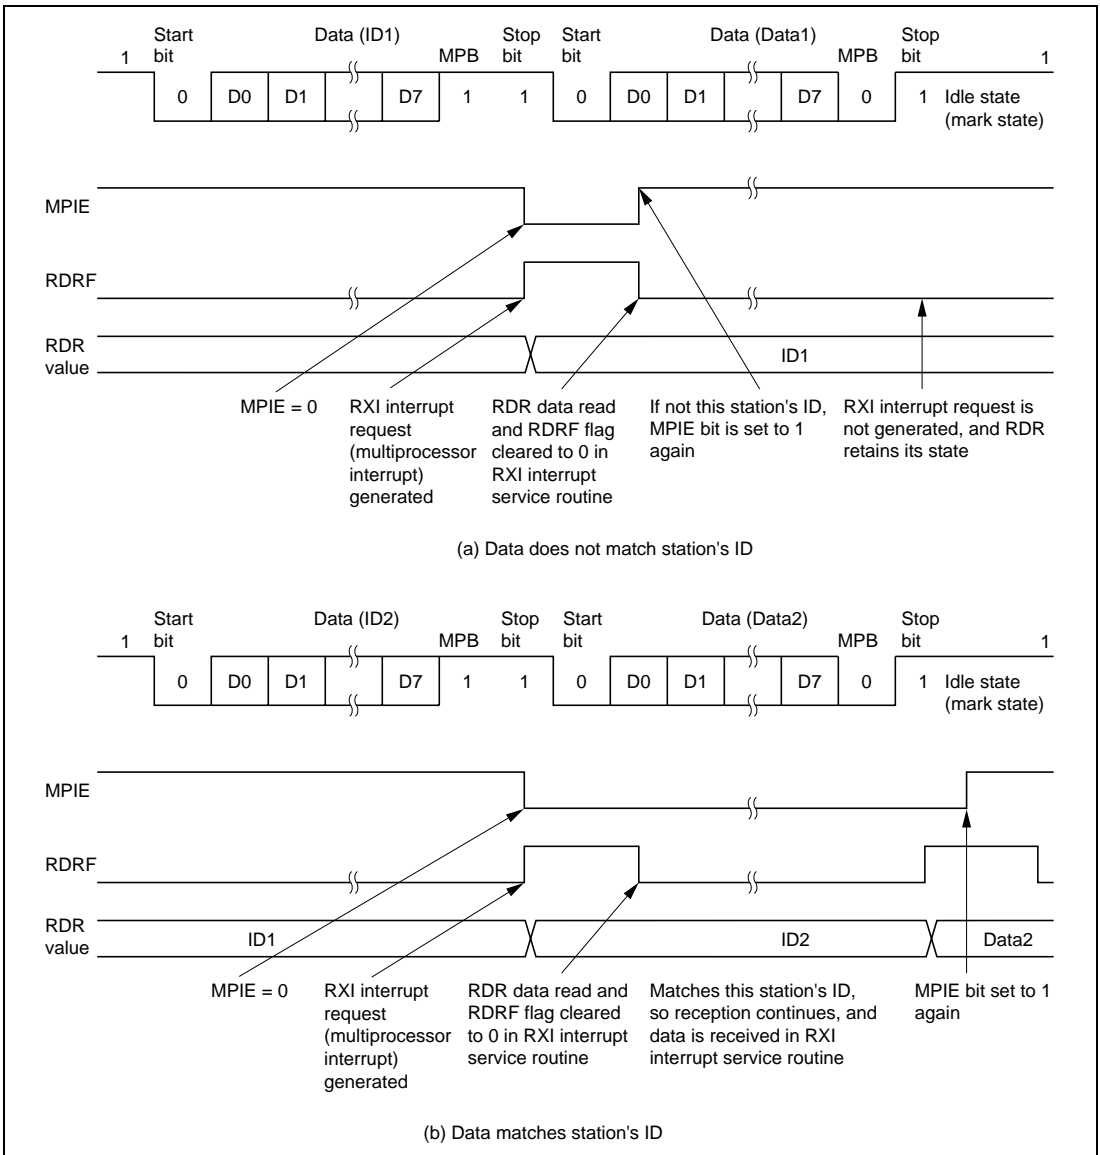 Start bit Data (ID1) MPB Stop bit Start bit Data (Data1) MPB Stop bit
1 1
0 D0 D1 D7 1 1 0 D0 D1 D7 0 1 Idle state
(mark state)
MPIE
RDRF
RDR
value
ID1
MPIE = 0
RXI interrupt
request
(multiprocessor
interrupt)
generated
RDR data read
and RDRF flag
cleared to 0 in
RXI interrupt
service routine
If not this station's ID,
MPIE bit is set to 1
again
RXI interrupt request is
not generated, and RDR
retains its state
(a) Data does not match station's ID
Start bit Data (ID2) MPB Stop bit Start bit Data (Data2) MPB Stop bit
1 1
0 D0 D1 D7 1 1 0 D0 D1 D7 0 1 Idle state
(mark state)
MPIE
RDRF
RDR
value
ID1 ID2 Data2
MPIE = 0
RXI interrupt
request
(multiprocessor
interrupt)
generated
RDR data read and
RDRF flag cleared
to 0 in RXI interrupt
service routine
Matches this station's ID,
so reception continues, and
data is received in RXI
interrupt service routine
MPIE bit set to 1
again
(b) Data matches station's ID